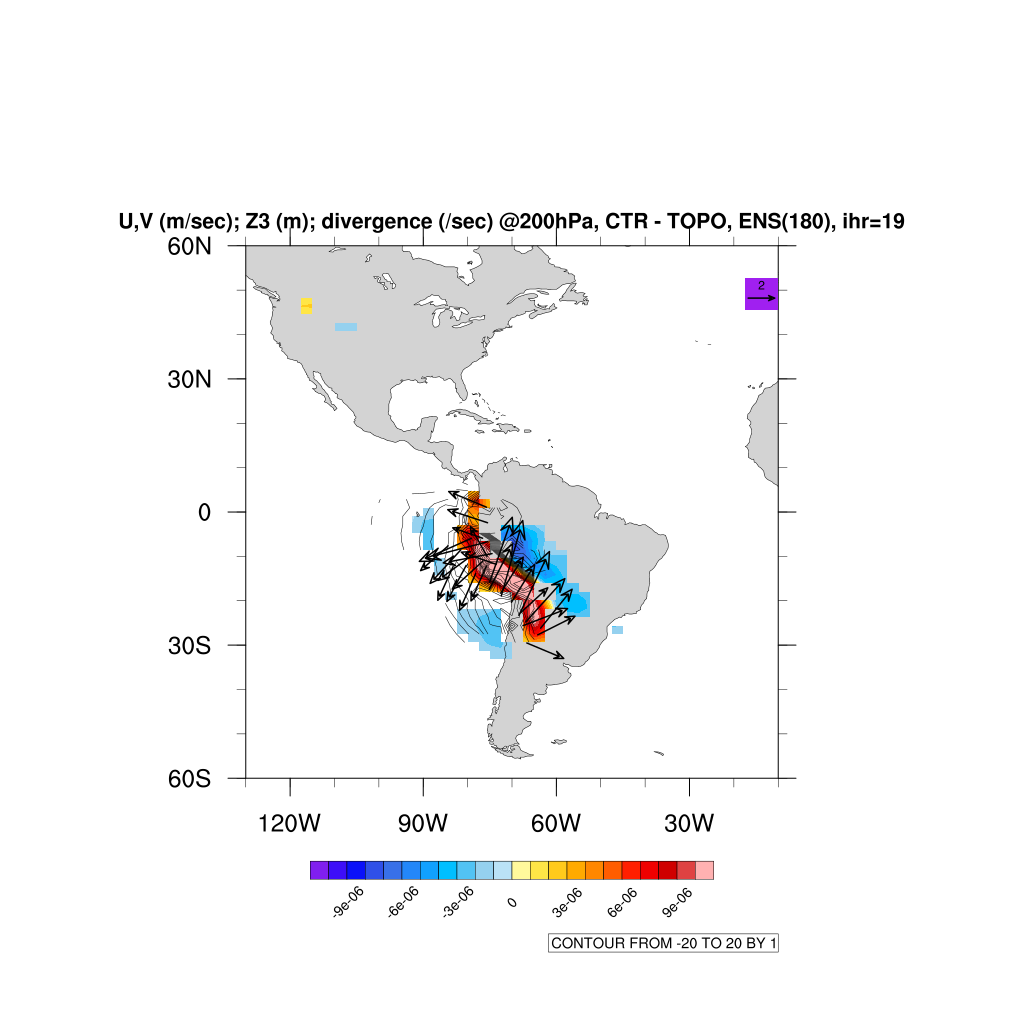 U,V (m/sec); Z3 (m); divergence (/sec) @200hPa, CTR - TOPO, ENS(180), ihr=19
60N
2
30N
0
30S
60S
120W 90W 60W 30W
-9e-06 -6e-06 -3e-06 0 3e-06 6e-06 9e-06
CONTOUR FROM -20 TO 20 BY 1